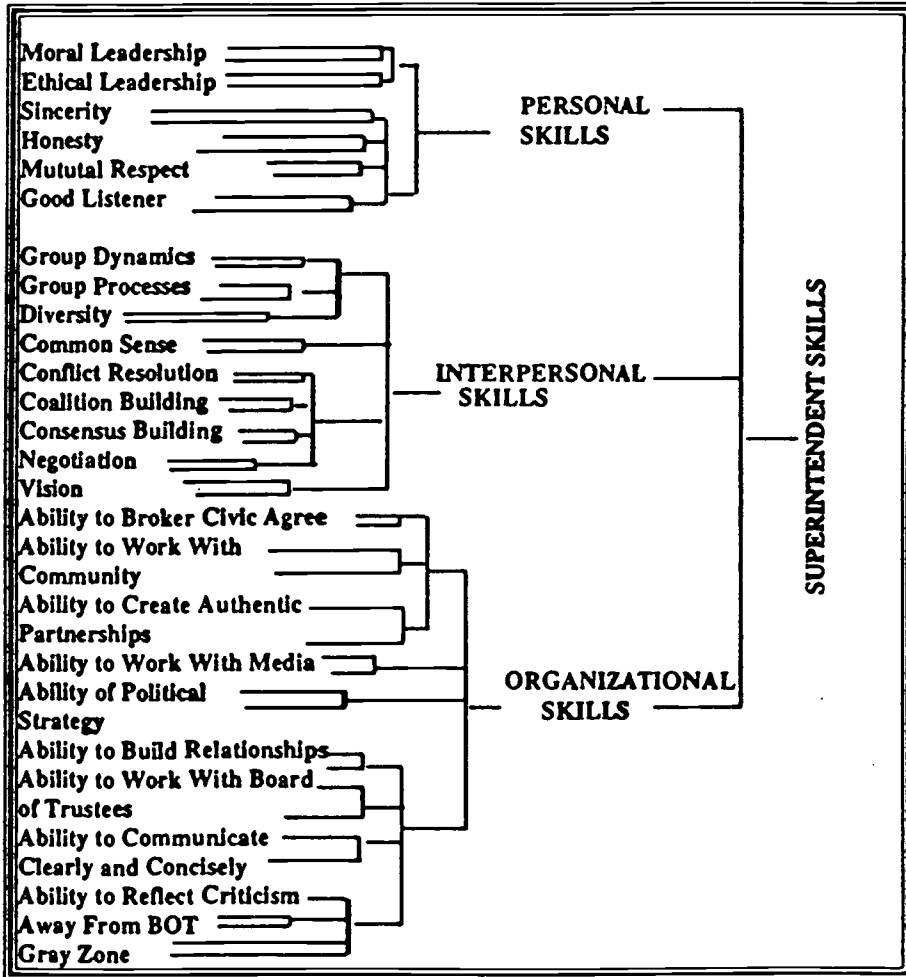 Moral Leadership
Ethical Leadership
Sincerity
Honesty
Mututal Respect
Good Listener
PERSONAL
SKILLS
Group Dynamics
Group Processes
Diversity
Common Sense
Conflict Resolution
Coalition Building
Consensus Building
Negotiation
Vision
INTERPERSONAL
SKILLS
Ability to Broker Civic Agree
Ability to Work With
Community
Ability to Create Authentic
Partnerships
Ability to Work With Media
Ability of Political
Strategy
Ability to Build Relationships
Ability to Work With Board
of Trustees
Ability to Communicate
Clearly and Concisely
Ability to Reflect Criticism
Away From BOT
Gray Zone
ORGANIZATIONAL
SKILLS
SUPERINTENDENT SKILLS